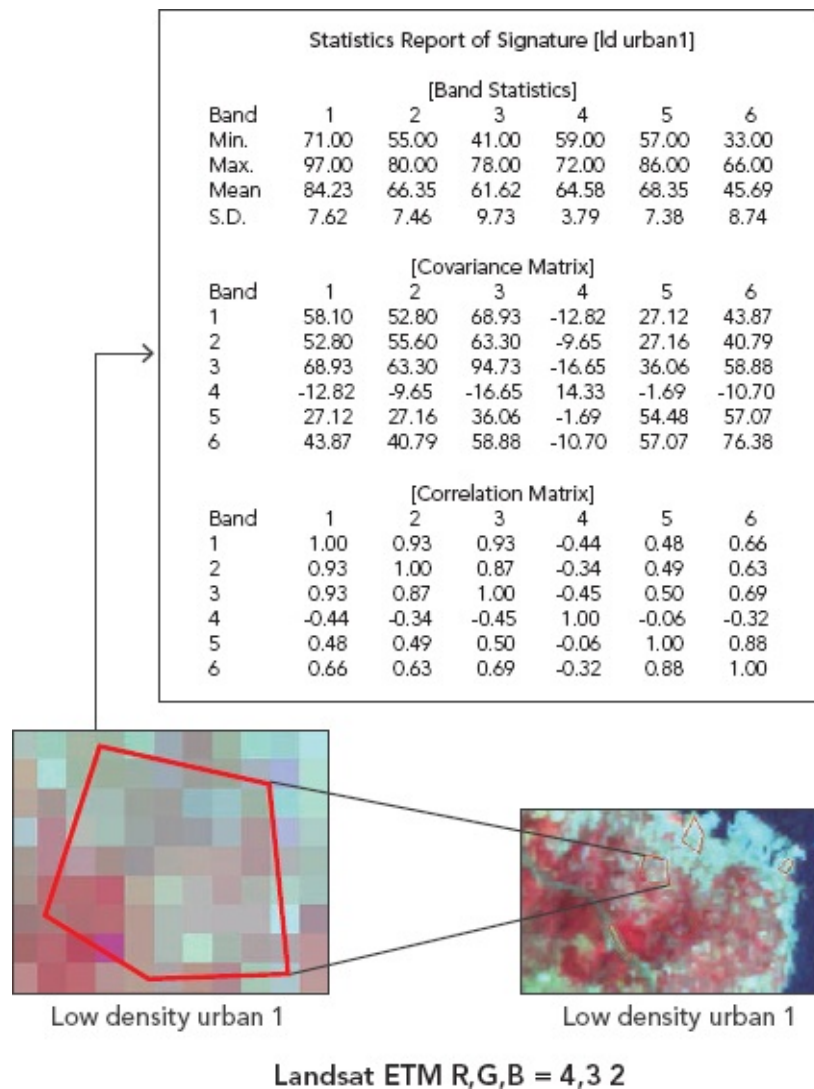 Statistics Report of Signature [ld urban1]
[Band Statistics]
Band 1 2 3 4 5 6
Min. 71.00 55.00 41.00 59.00 57.00 33.00
Max. 97.00 80.00 78.00 72.00 86.00 66.00
Mean 84.23 66.35 61.62 64.58 68.35 45.69
S.D. 7.62 7.46 9.73 3.79 7.38 8.74
[Covariance Matrix]
Band 1 2 3 4 5 6
1 58.10 52.80 68.93 -12.82 27.12 43.87
2 52.80 55.60 63.30 -9.65 27.16 40.79
3 68.93 63.30 94.73 -16.65 36.06 58.88
4 -12.82 -9.65 -16.65 14.33 -1.69 -10.70
5 27.12 27.16 36.06 -1.69 54.48 57.07
6 43.87 40.79 58.88 -10.70 57.07 76.38
[Correlation Matrix]
Band 1 2 3 4 5 6
1 1.00 0.93 0.93 -0.44 0.48 0.66
2 0.93 1.00 0.87 -0.34 0.49 0.63
3 0.93 0.87 1.00 -0.45 0.50 0.69
4 -0.44 -0.34 -0.45 1.00 -0.06 -0.32
5 0.48 0.49 0.50 -0.06 1.00 0.88
6 0.66 0.63 0.69 -0.32 0.88 1.00
Low density urban 1
Low density urban 1
Landsat ETM R,G,B = 4,3 2